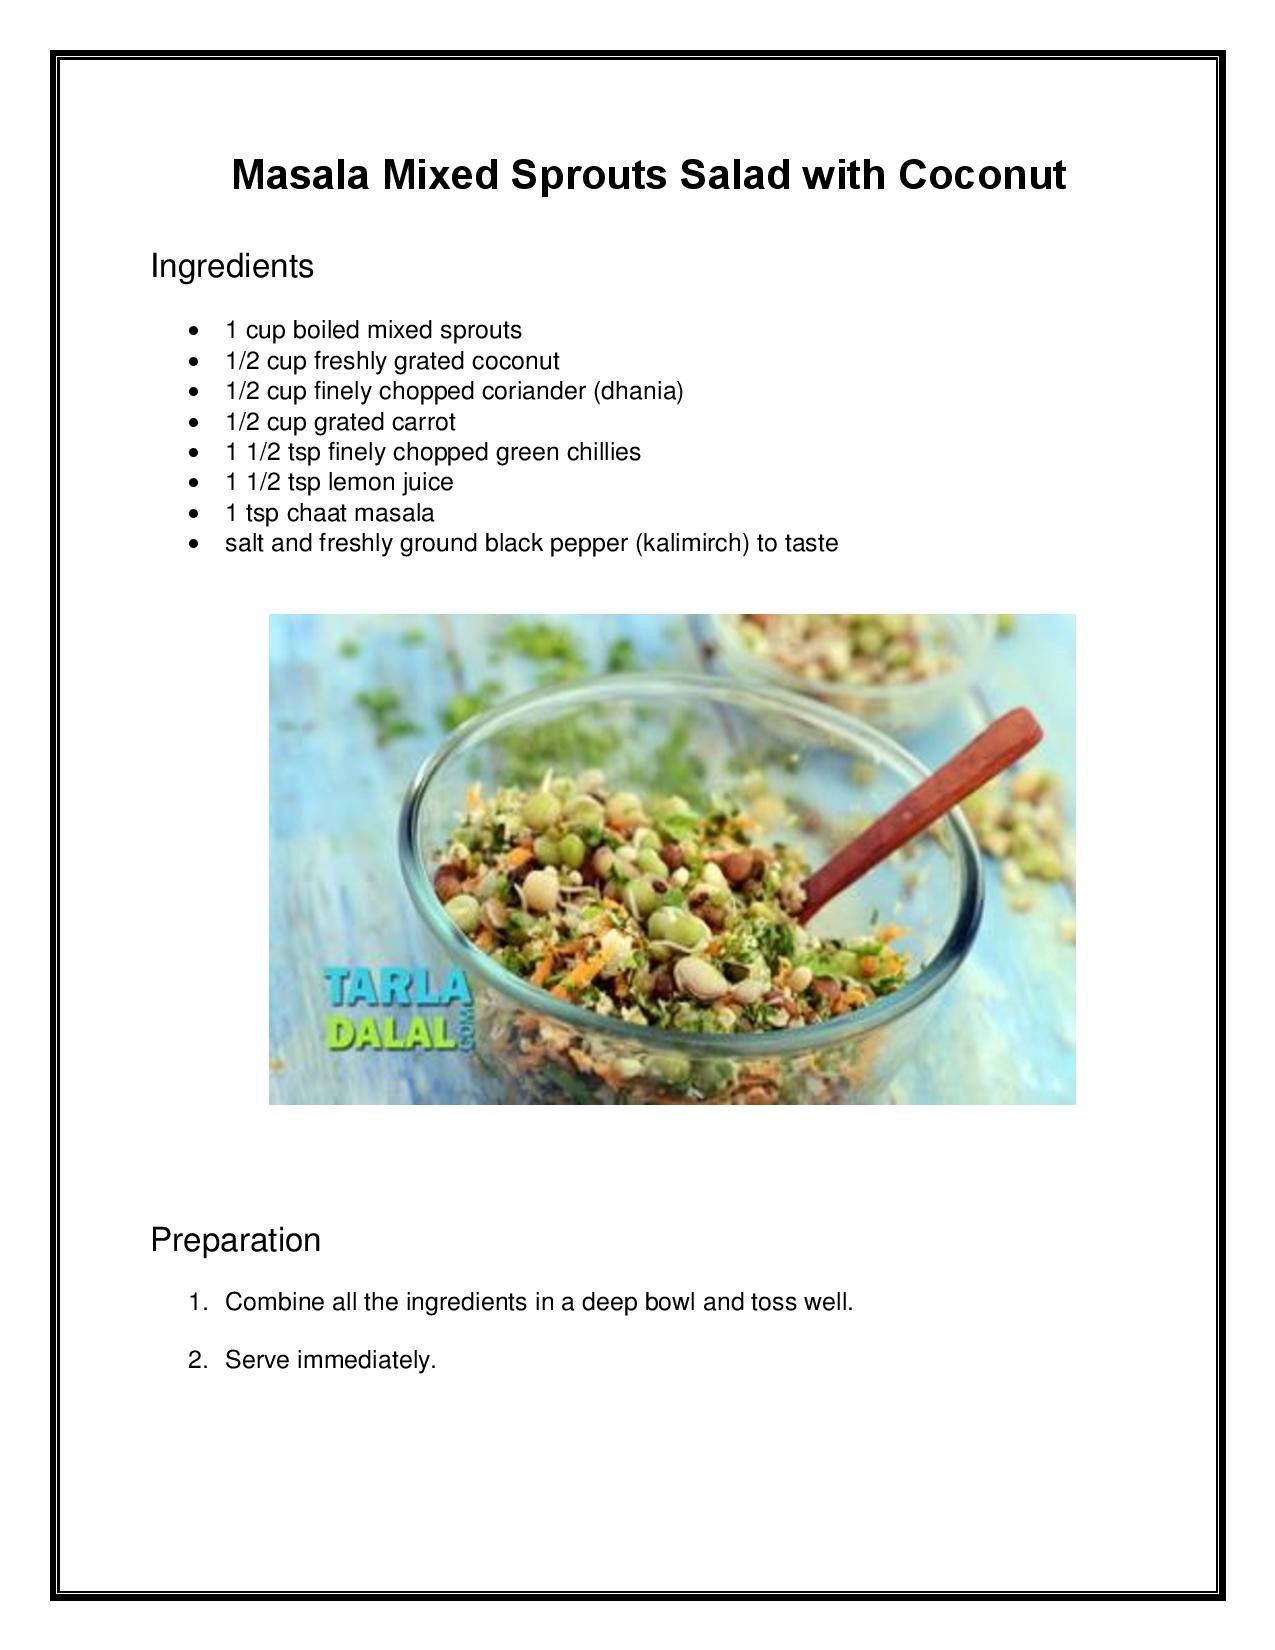 Masala Mixed Sprouts Salad with Coconut
Ingredients
• 1 cup boiled mixed sprouts
• 1/2 cup freshly grated coconut
• 1/2 cup finely chopped coriander (dhania)
• 1/2 cup grated carrot
• 1 1/2 tsp finely chopped green chillies
• 1 1/2 tsp lemon juice
• 1 tsp chaat masala
• salt and freshly ground black pepper (kalimirch) to taste
TARLA
DALAL.COM
Preparation
1. Combine all the ingredients in a deep bowl and toss well.
2. Serve immediately.